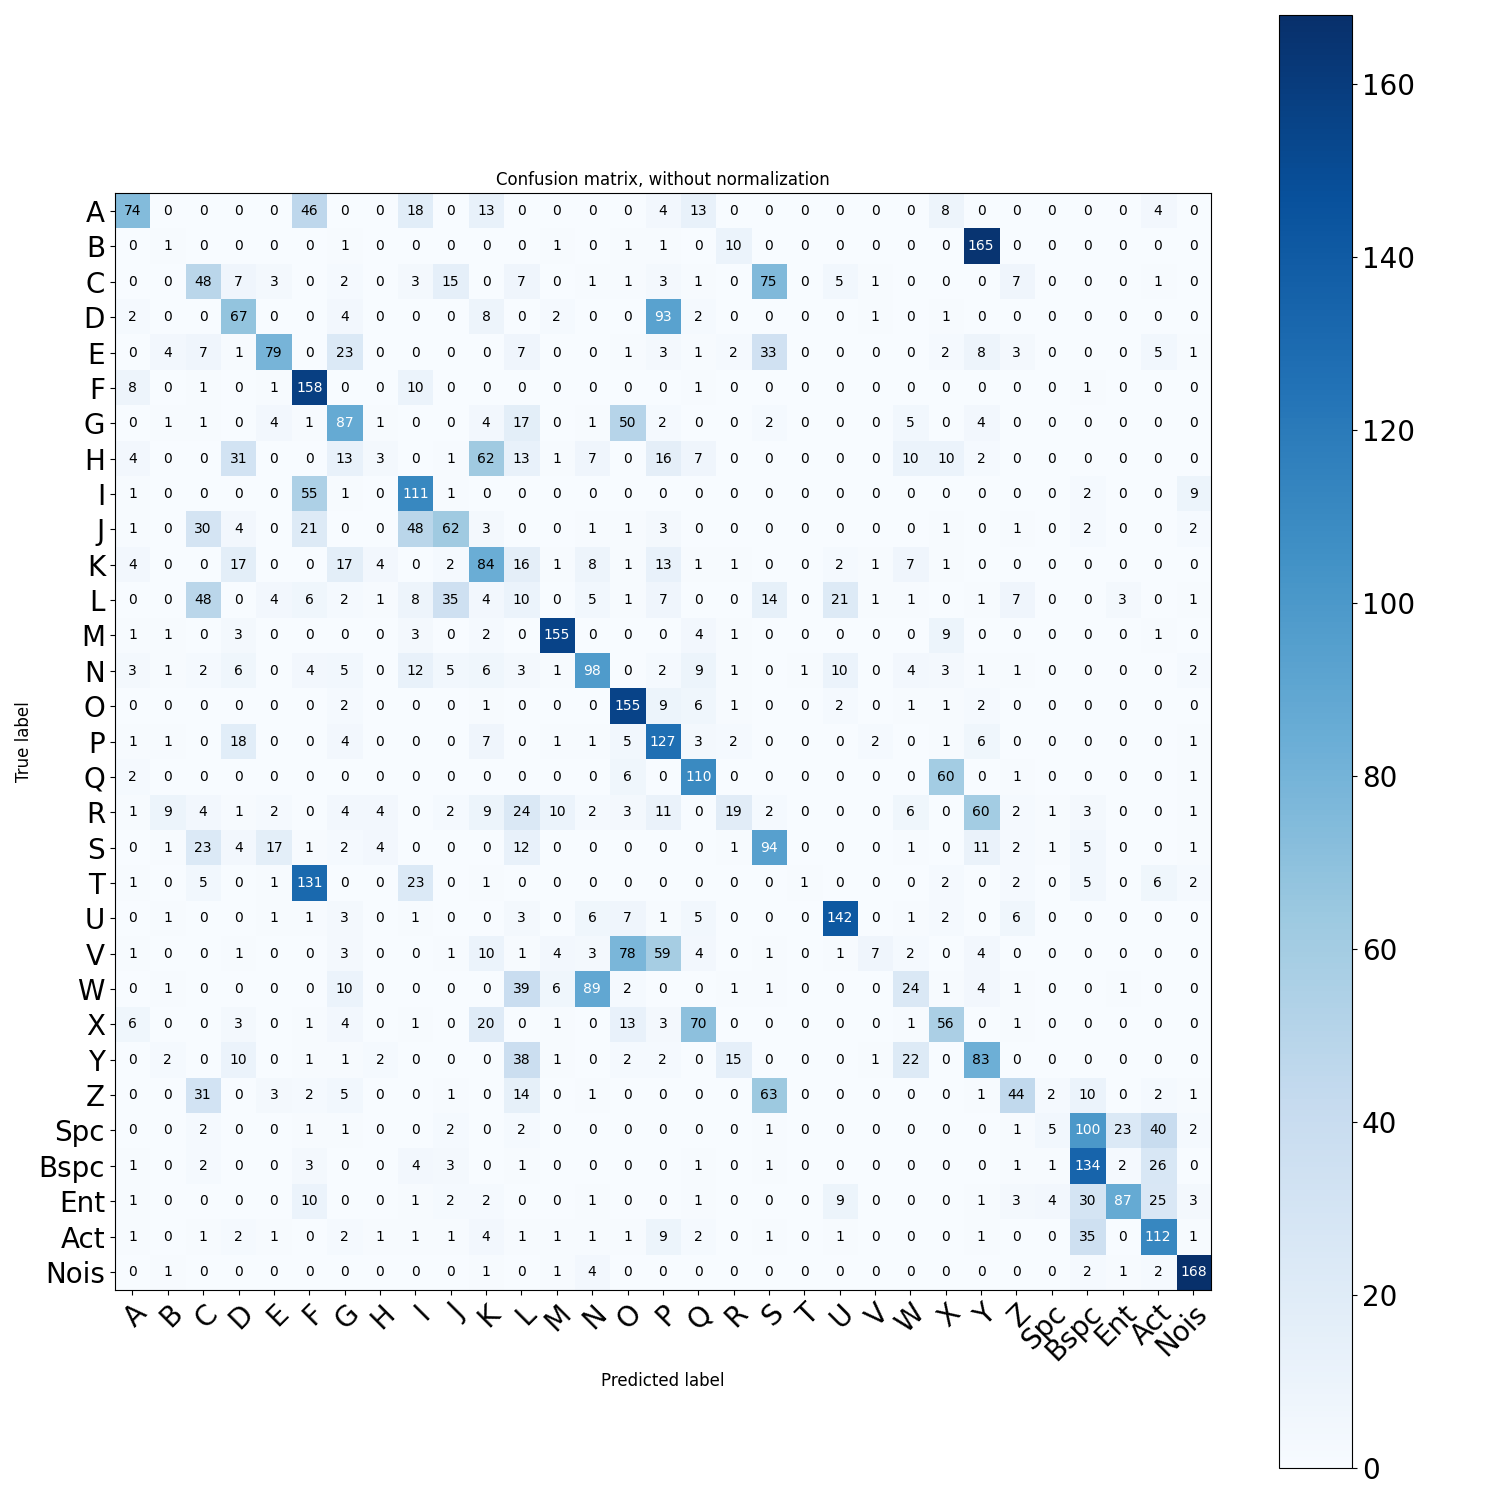 Confusion matrix, without normalization
A 74 0 0 0 0 46 0 0 18 0 13 0 0 0 0 4 13 0 0 0 0 0 0 8 0 0 0 0 0 4 0
B 0 1 0 0 0 0 1 0 0 0 0 0 1 0 1 1 0 10 0 0 0 0 0 0 165 0 0 0 0 0 0
C 0 0 48 7 3 0 2 0 3 15 0 7 0 1 1 3 1 0 75 0 5 1 0 0 0 7 0 0 0 1 0
D 2 0 0 67 0 0 4 0 0 0 8 0 2 0 0 93 2 0 0 0 0 1 0 1 0 0 0 0 0 0 0
E 0 4 7 1 79 0 23 0 0 0 0 7 0 0 1 3 1 2 33 0 0 0 0 2 8 3 0 0 0 5 1
F 8 0 1 0 1 158 0 0 10 0 0 0 0 0 0 0 1 0 0 0 0 0 0 0 0 0 0 1 0 0 0
G 0 1 1 0 4 1 87 1 0 0 4 17 0 1 50 2 0 0 2 0 0 0 5 0 4 0 0 0 0 0 0
H 4 0 0 31 0 0 13 3 0 1 62 13 1 7 0 16 7 0 0 0 0 0 10 10 2 0 0 0 0 0 0
I 1 0 0 0 0 55 1 0 111 1 0 0 0 0 0 0 0 0 0 0 0 0 0 0 0 0 0 2 0 0 9
J 1 0 30 4 0 21 0 0 48 62 3 0 0 1 1 3 0 0 0 0 0 0 0 1 0 1 0 2 0 0 2
K 4 0 0 17 0 0 17 4 0 2 84 16 1 8 1 13 1 1 0 0 2 1 7 1 0 0 0 0 0 0 0
L 0 0 48 0 4 6 2 1 8 35 4 10 0 5 1 7 0 0 14 0 21 1 1 0 1 7 0 0 3 0 1
M 1 1 0 3 0 0 0 0 3 0 2 0 155 0 0 0 4 1 0 0 0 0 0 9 0 0 0 0 0 1 0
N 3 1 2 6 0 4 5 0 12 5 6 3 1 98 0 2 9 1 0 1 10 0 4 3 1 1 0 0 0 0 2
O 0 0 0 0 0 0 2 0 0 0 1 0 0 0 155 9 6 1 0 0 2 0 1 1 2 0 0 0 0 0 0
P 1 1 0 18 0 0 4 0 0 0 7 0 1 1 5 127 3 2 0 0 0 2 0 1 6 0 0 0 0 0 1
Q 2 0 0 0 0 0 0 0 0 0 0 0 0 0 6 0 110 0 0 0 0 0 0 60 0 1 0 0 0 0 1
R 1 9 4 1 2 0 4 4 0 2 9 24 10 2 3 11 0 19 2 0 0 0 6 0 60 2 1 3 0 0 1
S 0 1 23 4 17 1 2 4 0 0 0 12 0 0 0 0 0 1 94 0 0 0 1 0 11 2 1 5 0 0 1
T 1 0 5 0 1 131 0 0 23 0 1 0 0 0 0 0 0 0 0 1 0 0 0 2 0 2 0 5 0 6 2
U 0 1 0 0 1 1 3 0 1 0 0 3 0 6 7 1 5 0 0 0 142 0 1 2 0 6 0 0 0 0 0
V 1 0 0 1 0 0 3 0 0 1 10 1 4 3 78 59 4 0 1 0 1 7 2 0 4 0 0 0 0 0 0
W 0 1 0 0 0 0 10 0 0 0 0 39 6 89 2 0 0 1 1 0 0 0 24 1 4 1 0 0 1 0 0
X 6 0 0 3 0 1 4 0 1 0 20 0 1 0 13 3 70 0 0 0 0 0 1 56 0 1 0 0 0 0 0
Y 0 2 0 10 0 1 1 2 0 0 0 38 1 0 2 2 0 15 0 0 0 1 22 0 83 0 0 0 0 0 0
Z 0 0 31 0 3 2 5 0 0 1 0 14 0 1 0 0 0 0 63 0 0 0 0 0 1 44 2 10 0 2 1
Spc 0 0 2 0 0 1 1 0 0 2 0 2 0 0 0 0 0 0 1 0 0 0 0 0 0 1 5 100 23 40 2
Bspc 1 0 2 0 0 3 0 0 4 3 0 1 0 0 0 0 1 0 1 0 0 0 0 0 0 1 1 134 2 26 0
Ent 1 0 0 0 0 10 0 0 1 2 2 0 0 1 0 0 1 0 0 0 9 0 0 0 1 3 4 30 87 25 3
Act 1 0 1 2 1 0 2 1 1 1 4 1 1 1 1 9 2 0 1 0 1 0 0 0 1 0 0 35 0 112 1
Nois 0 1 0 0 0 0 0 0 0 0 1 0 1 4 0 0 0 0 0 0 0 0 0 0 0 0 0 2 1 2 168
A B C D E F G H I J K L M N O P Q R S T U V W X Y Z Spc Bspc Ent Act Nois
Predicted label
True label
160
140
120
100
80
60
40
20
0